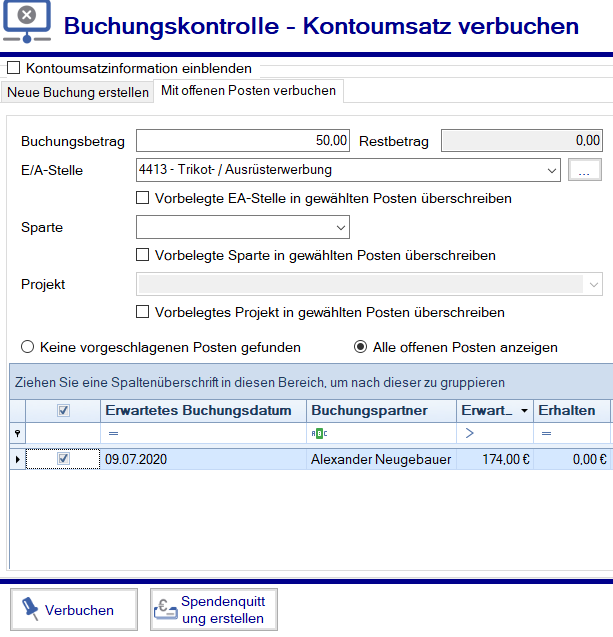 Buchungskontrolle - Kontoumsatz verbuchen
Kontoumsatzinformation einblenden
Neue Buchung erstellen Mit offenen Posten verbuchen
Buchungsbetrag 50,00 Restbetrag 0,00
E/A-Stelle 4413 - Trikot- / Ausrüsterwerbung ...
Vorbelegte EA-Stelle in gewählten Posten überschreiben
Sparte
Vorbelegte Sparte in gewählten Posten überschreiben
Projekt
Vorbelegtes Projekt in gewählten Posten überschreiben
Keine vorgeschlagenen Posten gefunden Alle offenen Posten anzeigen
Ziehen Sie eine Spaltenüberschrift in diesen Bereich, um nach dieser zu gruppieren
Erwartetes Buchungsdatum Buchungspartner Erwart... Erhalten
= ABC > =
09.07.2020 Alexander Neugebauer 174,00 € 0,00 €
Verbuchen
Spendenquitt
ung erstellen